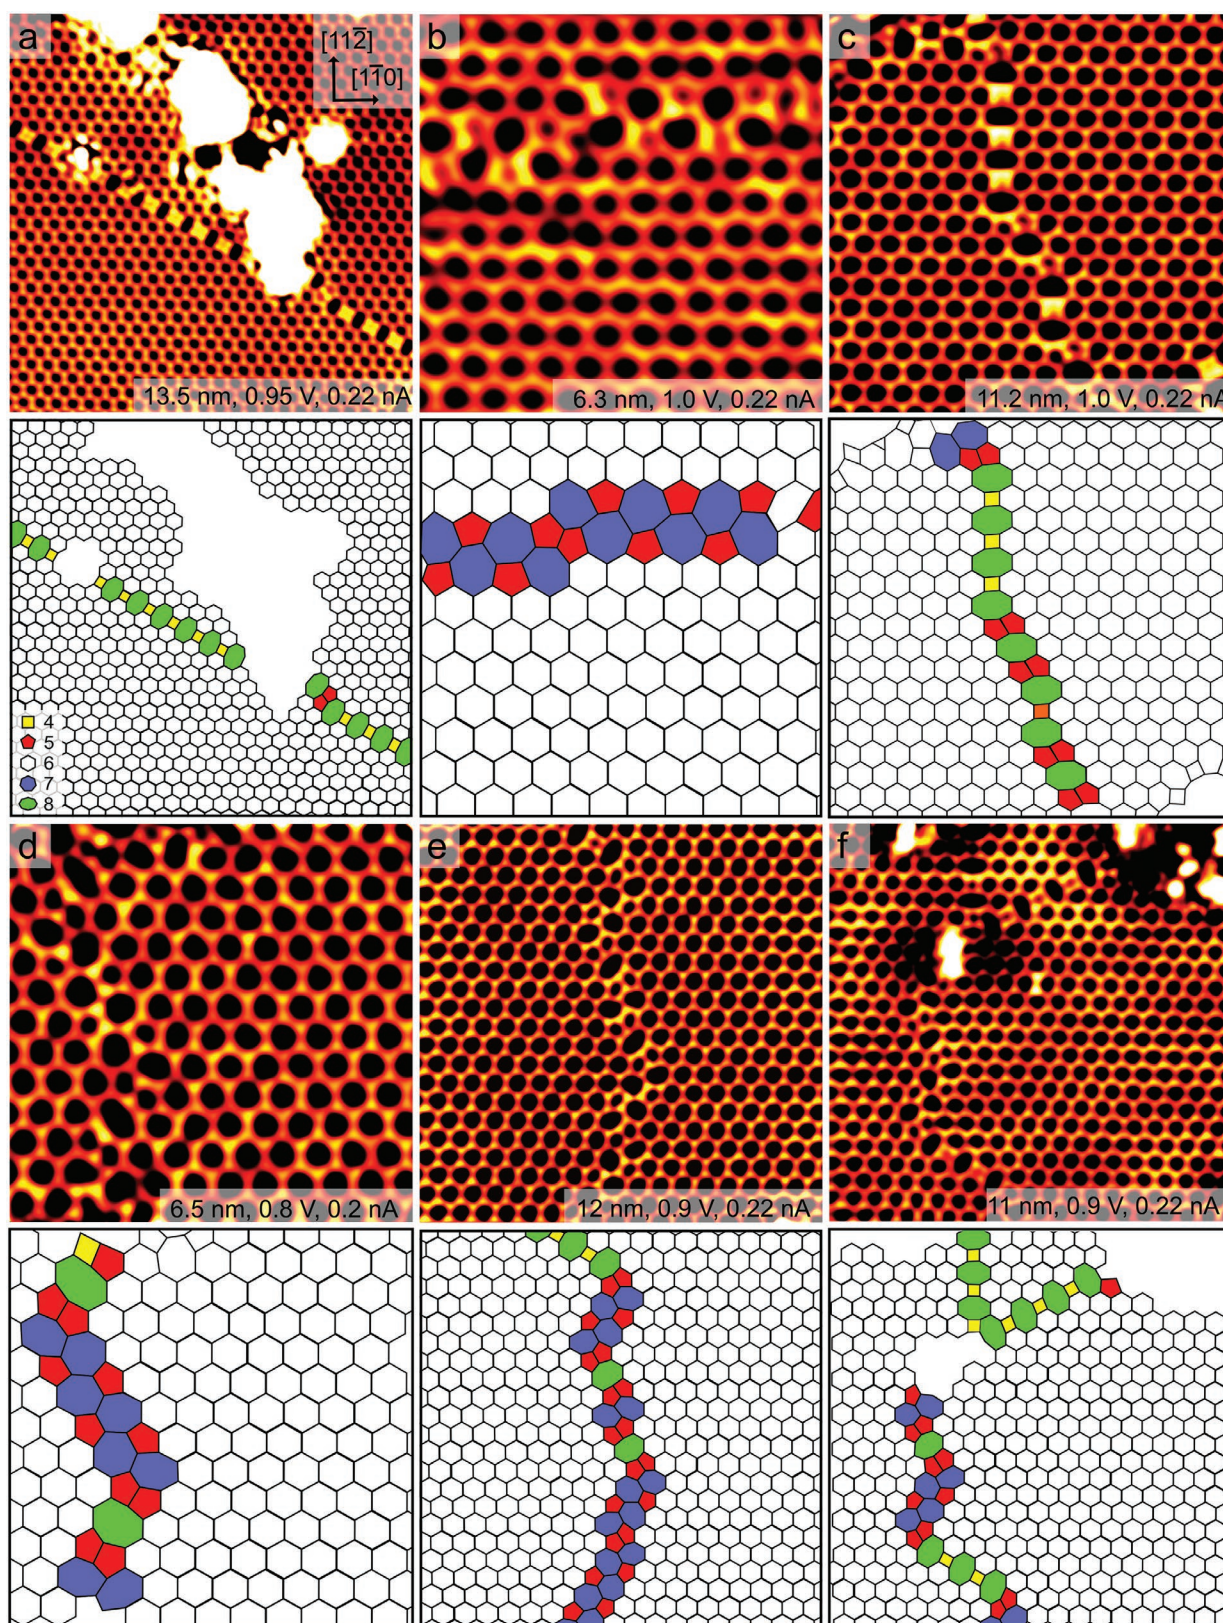 a
[11̅2̅]
[11̅0]
13.5 nm, 0.95 V, 0.22 nA
b
6.3 nm, 1.0 V, 0.22 nA
c
11.2 nm, 1.0 V, 0.22 nA
4
5
6
7
8
d
6.5 nm, 0.8 V, 0.2 nA
e
12 nm, 0.9 V, 0.22 nA
f
11 nm, 0.9 V, 0.22 nA